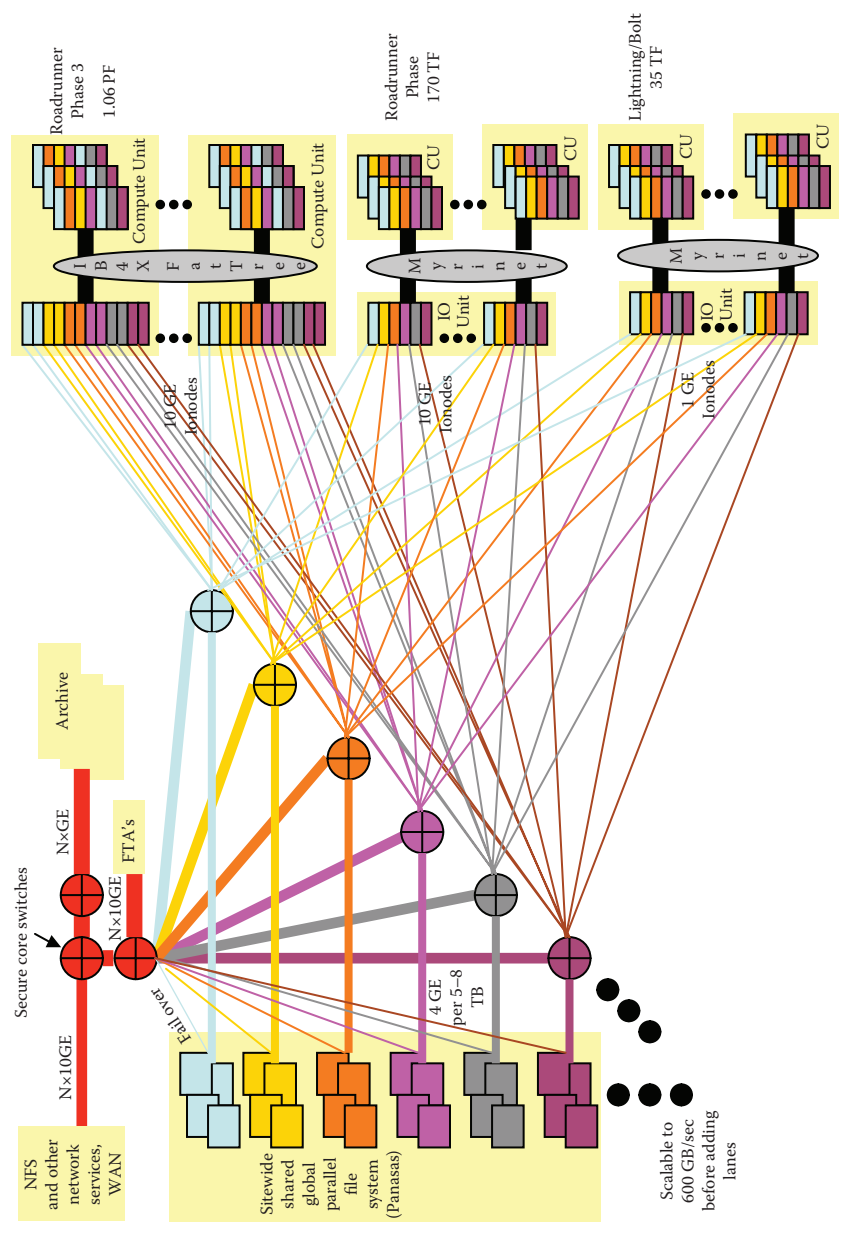 Roadrunner
Phase 3
1.06 PF
Roadrunner
Phase
170 TF
Lightning/Bolt
35 TF
Compute Unit
Compute Unit
CU
CU
CU
CU
IB4X Fat Tree
Myrinet
Myrinet
IO
Unit
IO
Unit
10 GE
Ionodes
10 GE
Ionodes
1 GE
Ionodes
Archive
N×GE
FTA's
N×10GE
Secure core switches
N×10GE
Fail over
4 GE
per 5–8
TB
NFS
and other
network
services,
WAN
Sitewide
shared
global
parallel
file
system
(Panasas)
Scalable to
600 GB/sec
before adding
lanes